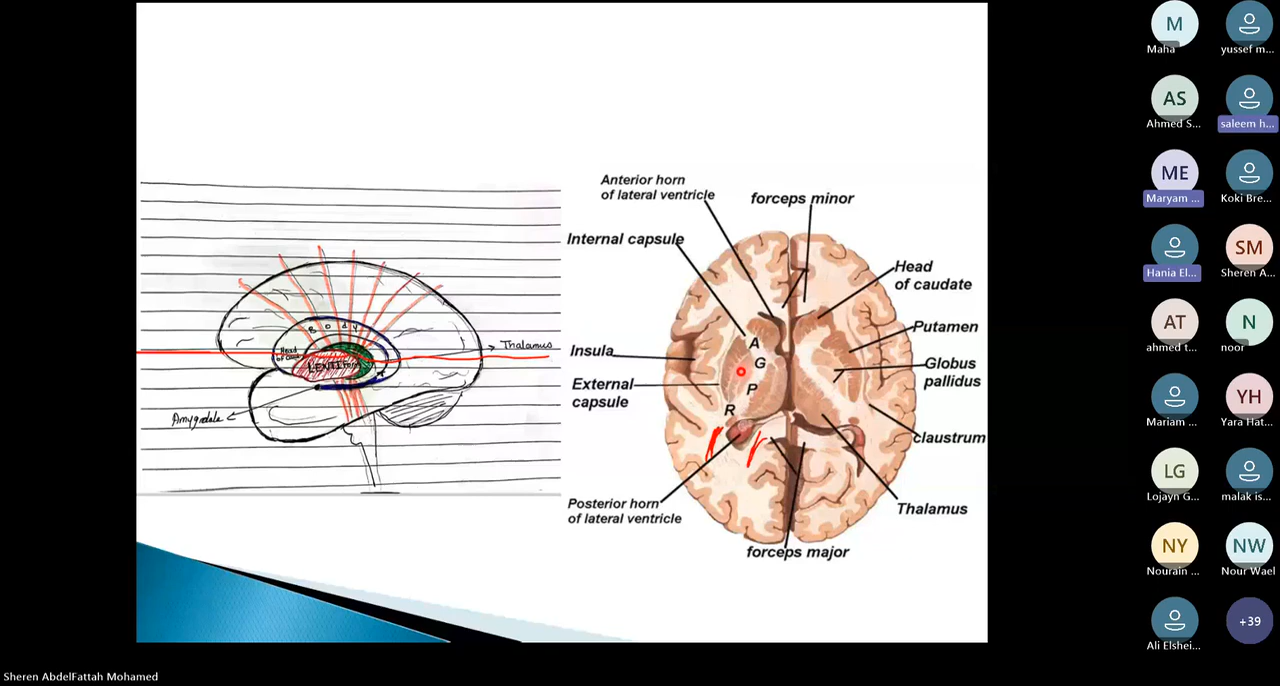 Anterior horn
of lateral ventricle
forceps minor
Internal capsule
Head
of caudate
Putamen
Insula
Globus
pallidus
External
capsule
claustrum
Posterior horn
of lateral ventricle
Thalamus
forceps major
A
G
P
R
Body
Head
of caud
Thalamus
Amygdale
M
Maha
yussef m...
AS
Ahmed S...
saleem h...
ME
Maryam ...
Koki Bre...
Hania El...
SM
Sheren A...
AT
ahmed t...
N
noor
Mariam ...
YH
Yara Hat...
LG
Lojayn G...
malak is...
NY
Nourain ...
NW
Nour Wael
Ali Elshei...
+39
Sheren AbdelFattah Mohamed